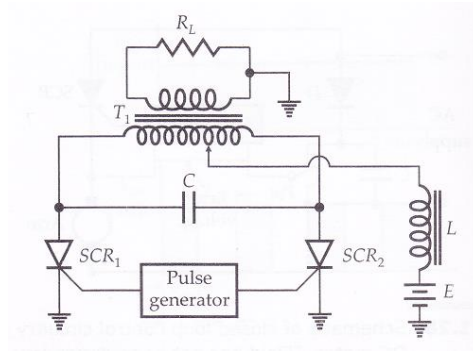 R_L
T_1
C
SCR_1
SCR_2
Pulse
generator
L
E